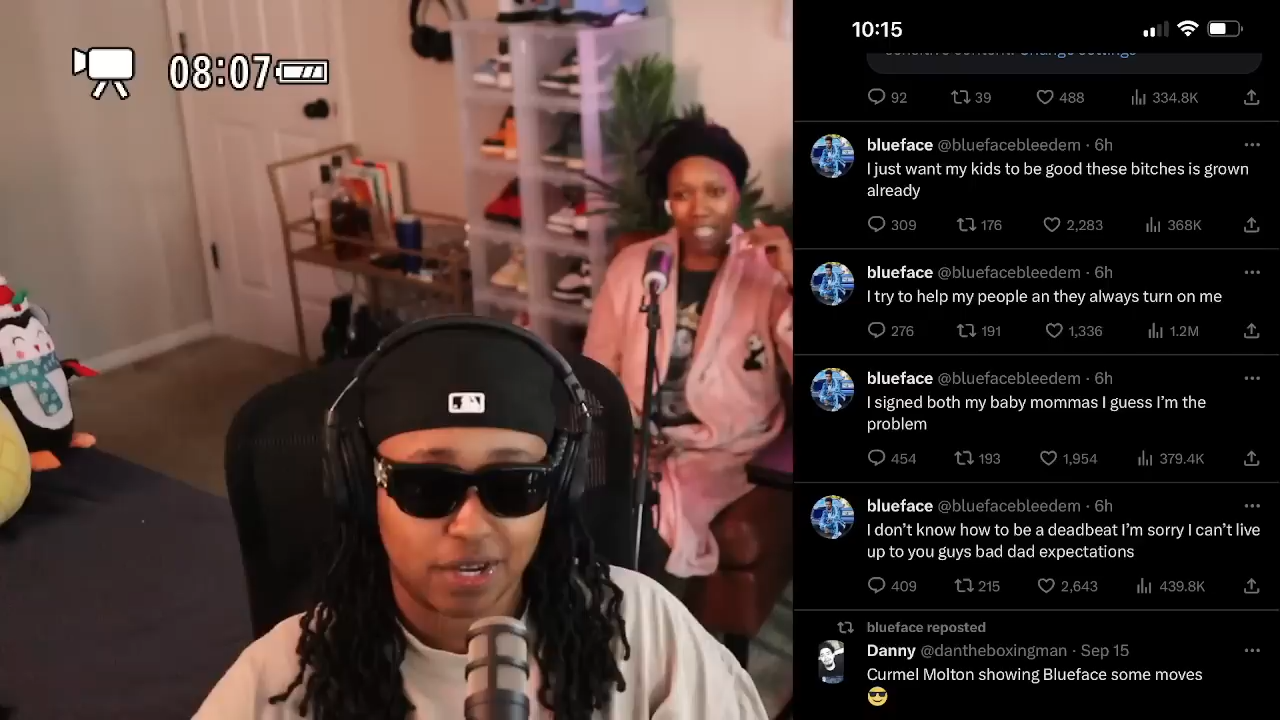 08:07
10:15
sensitive content. Change settings
92 39 488 334.8K
blueface @bluefacebleedem · 6h
I just want my kids to be good these bitches is grown
already
309 176 2,283 368K
blueface @bluefacebleedem · 6h
I try to help my people an they always turn on me
276 191 1,336 1.2M
blueface @bluefacebleedem · 6h
I signed both my baby mommas I guess I’m the
problem
454 193 1,954 379.4K
blueface @bluefacebleedem · 6h
I don’t know how to be a deadbeat I’m sorry I can’t live
up to you guys bad dad expectations
409 215 2,643 439.8K
blueface reposted
Danny @dantheboxingman · Sep 15
Curmel Molton showing Blueface some moves
😎